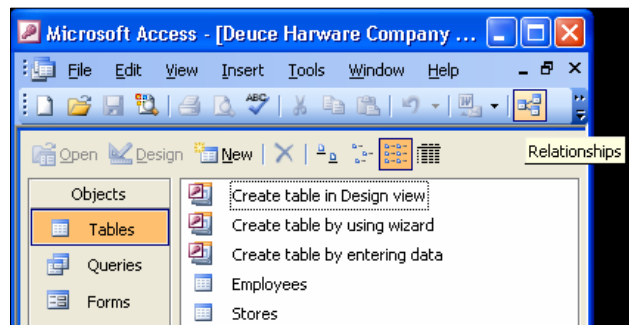 Microsoft Access - [Deuce Harware Company ...
File Edit View Insert Tools Window Help
ABC
Open Design New
Relationships
Objects
Create table in Design view
Tables
Create table by using wizard
Queries
Create table by entering data
Employees
Forms
Stores